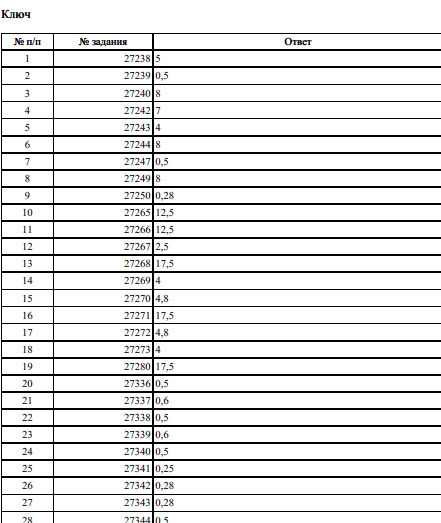 Ключ
№ п/п № задания Ответ
1 27238 5
2 27239 0,5
3 27240 8
4 27242 7
5 27243 4
6 27244 8
7 27247 0,5
8 27249 8
9 27250 0,28
10 27265 12,5
11 27266 12,5
12 27267 2,5
13 27268 17,5
14 27269 4
15 27270 4,8
16 27271 17,5
17 27272 4,8
18 27273 4
19 27280 17,5
20 27336 0,5
21 27337 0,6
22 27338 0,5
23 27339 0,6
24 27340 0,5
25 27341 0,25
26 27342 0,28
27 27343 0,28
28 27344 0,5